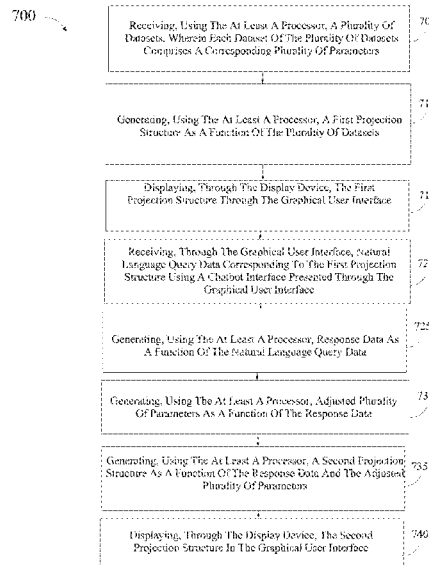 700
70
Receiving, Using The At Least A Processor, A Plurality Of
Datasets, Wherein Each Dataset Of The Plurality Of Datasets
Comprises A Corresponding Plurality Of Parameters
71
Generating, Using The At Least A Processor, A First Projection
Structure As A Function Of The Plurality Of Datasets
71
Displaying, Through The Display Device, The First
Projection Structure Through The Graphical User Interface
72
Receiving, Through The Graphical User Interface, Natural
Language Query Data Corresponding To The First Projection
Structure Using A Chatbot Interface Presented Through The
Graphical User Interface
725
Generating, Using The At Least A Processor, Response Data As
A Function Of The Natural Language Query Data
73
Generating, Using The At Least A Processor, Adjusted Plurality
Of Parameters As A Function Of The Response Data
735
Generating, Using The At Least A Processor, A Second Projection
Structure As A Function Of The Response Data And The Adjusted
Plurality Of Parameters
740
Displaying, Through The Display Device, The Second
Projection Structure In The Graphical User Interface